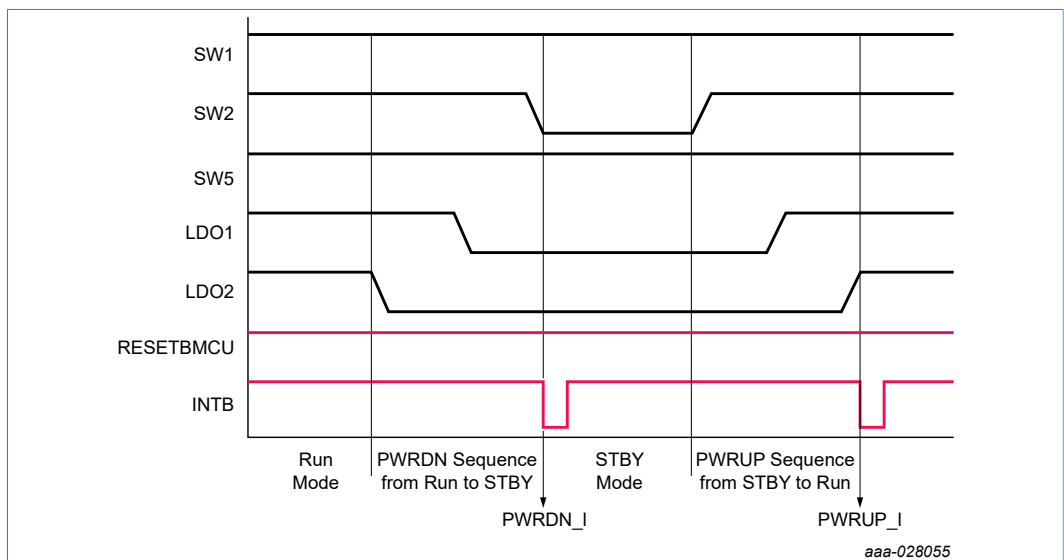 SW1
SW2
SW5
LDO1
LDO2
RESETBMCU
INTB
Run
Mode
PWRDN Sequence
from Run to STBY
STBY
Mode
PWRUP Sequence
from STBY to Run
PWRDN_I
PWRUP_I
aaa-028055